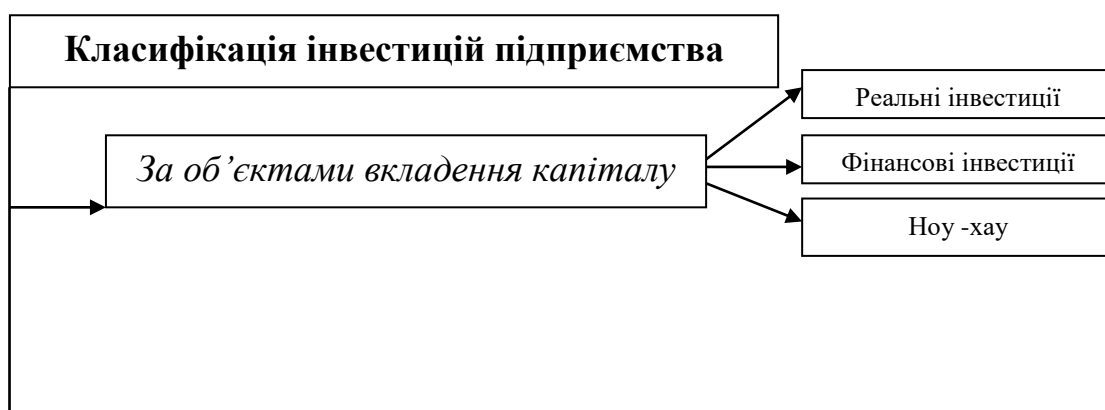 Класифікація інвестицій підприємства
Реальні інвестиції
За об’єктами вкладення капіталу
Фінансові інвестиції
Ноу -хау